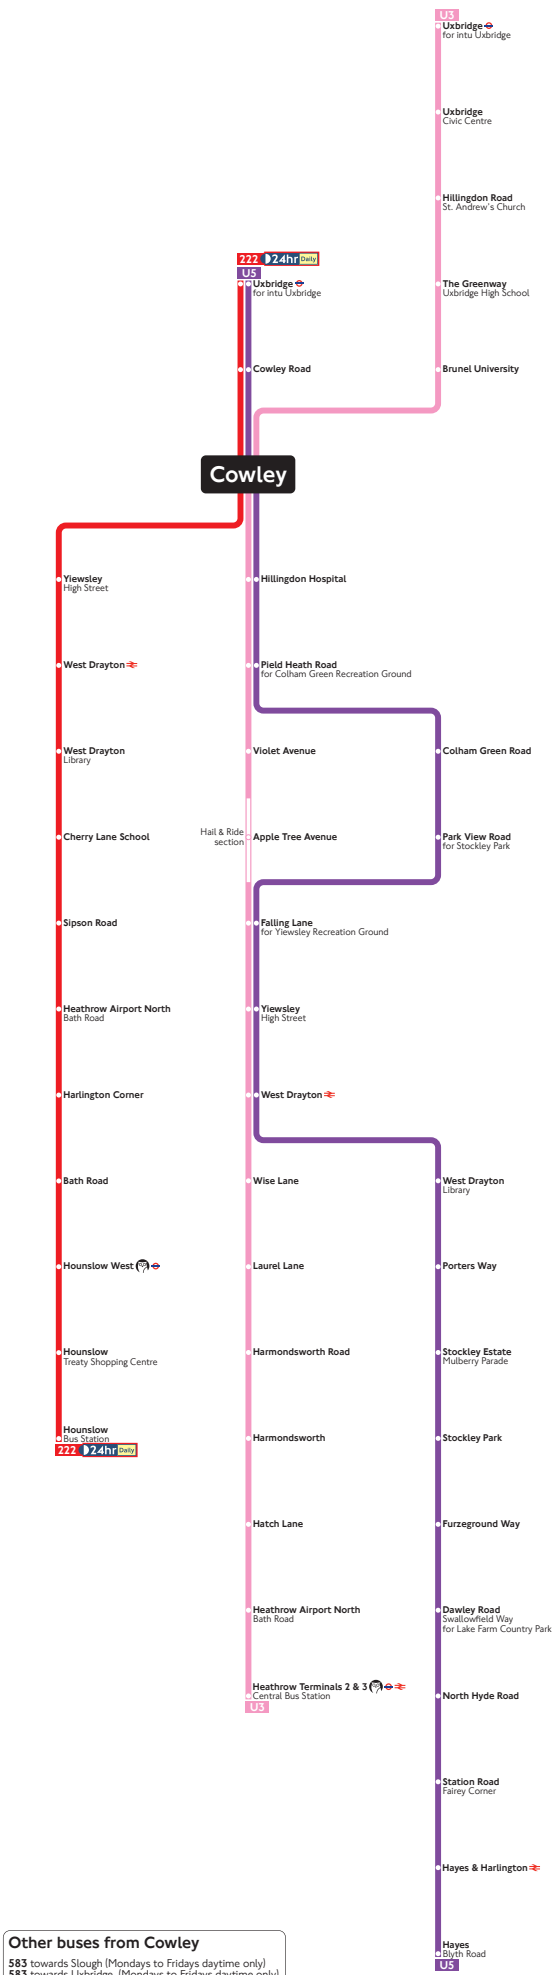 U3
Uxbridge
for intu Uxbridge
Uxbridge
Civic Centre
Hillingdon Road
St. Andrew's Church
222 24hr Daily
U5
Uxbridge
for intu Uxbridge
The Greenway
Uxbridge High School
Cowley Road
Brunel University
Cowley
Yiewsley
High Street
Hillingdon Hospital
West Drayton
Pield Heath Road
for Colham Green Recreation Ground
West Drayton
Library
Violet Avenue
Colham Green Road
Cherry Lane School
Hail & Ride
section
Apple Tree Avenue
Park View Road
for Stockley Park
Sipson Road
Falling Lane
for Yiewsley Recreation Ground
Heathrow Airport North
Bath Road
Yiewsley
High Street
Harlington Corner
West Drayton
Bath Road
Wise Lane
West Drayton
Library
Hounslow West
Laurel Lane
Porters Way
Hounslow
Treaty Shopping Centre
Harmondsworth Road
Stockley Estate
Mulberry Parade
Hounslow
Bus Station
222 24hr Daily
Harmondsworth
Stockley Park
Hatch Lane
Furzeground Way
Heathrow Airport North
Bath Road
Dawley Road
Swallowfield Way
for Lake Farm Country Park
Heathrow Terminals 2 & 3
Central Bus Station
U3
North Hyde Road
Station Road
Fairey Corner
Hayes & Harlington
Hayes
Blyth Road
U5
Other buses from Cowley
583 towards Slough (Mondays to Fridays daytime only)
583 towards Uxbridge (Mondays to Fridays daytime only)